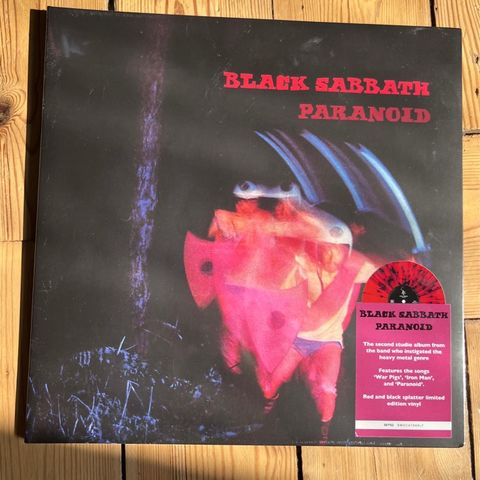 BLACK SABBATH
PARANOID
BLACK SABBATH
PARANOID
The second studio album from
the band who instigated the
heavy metal genre
Features the songs
'War Pigs', 'Iron Man',
and 'Paranoid'.
Red and black splatter limited
edition vinyl